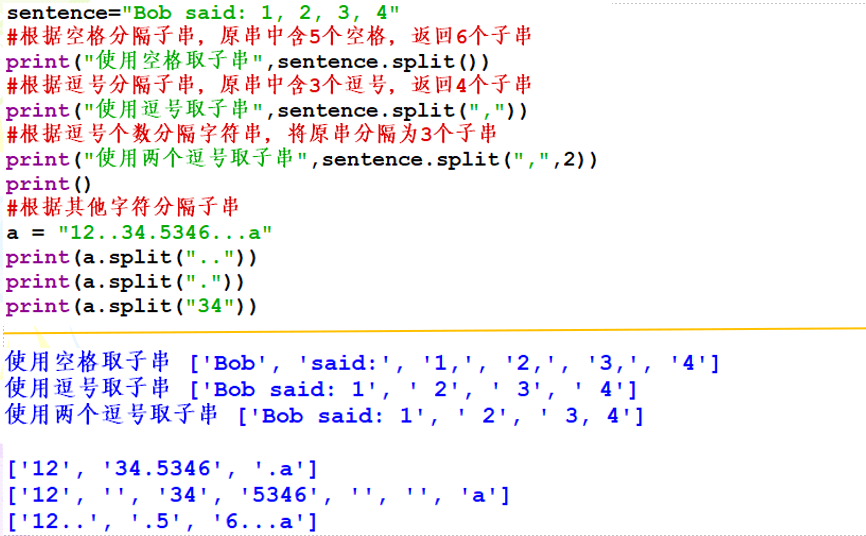 sentence="Bob said: 1, 2, 3, 4"
#根据空格分隔子串，原串中含5个空格，返回6个子串
print("使用空格取子串",sentence.split())
#根据逗号分隔子串，原串中含3个逗号，返回4个子串
print("使用逗号取子串",sentence.split(","))
#根据逗号个数分隔字符串，将原串分隔为3个子串
print("使用两个逗号取子串",sentence.split(",",2))
print()
#根据其他字符分隔子串
a = "12..34.5346...a"
print(a.split(".."))
print(a.split("."))
print(a.split("34"))
使用空格取子串 ['Bob', 'said:', '1,', '2,', '3,', '4']
使用逗号取子串 ['Bob said: 1', ' 2', ' 3', ' 4']
使用两个逗号取子串 ['Bob said: 1', ' 2', ' 3, 4']
['12', '34.5346', '.a']
['12', '', '34', '5346', '', '', 'a']
['12..', '.5', '6...a']